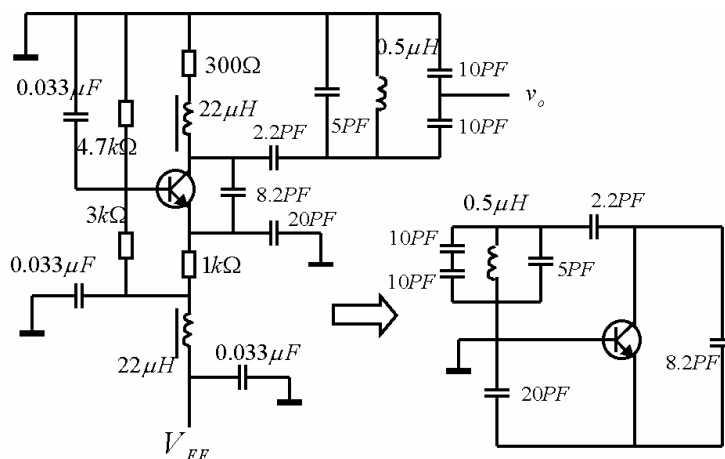 0.5μH
300Ω
10PF
0.033μF
22μH
v_o
4.7kΩ
2.2PF
5PF
10PF
8.2PF
3kΩ
20PF
0.033μF
1kΩ
22μH
0.033μF
V_EE
0.5μH
2.2PF
10PF
10PF
5PF
20PF
8.2PF